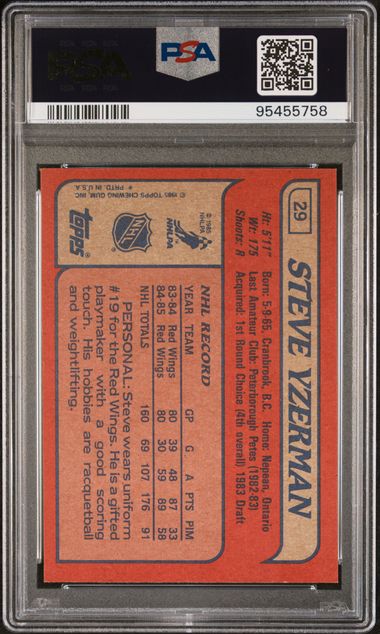 PSA
95455758
29
STEVE YZERMAN
Ht: 5'11" Born: 5-9-65, Cranbrook, B.C. Home: Nepean, Ontario
Wt: 175 Last Amateur Club: Peterborough Petes (1982-83)
Shoots: R Acquired: 1st Round Choice (4th overall) 1983 Draft
NHL RECORD
YEAR TEAM GP G A PTS PIM
83-84 Red Wings 80 39 48 87 33
84-85 Red Wings 80 30 59 89 58
NHL TOTALS 160 69 107 176 91
PERSONAL: Steve wears uniform
#19 for the Red Wings. He is a gifted
playmaker with a good scoring
touch. His hobbies are racquetball
and weightlifting.
© 1985
NHLPA
NHLPA
NHL
topps
© 1985 TOPPS CHEWING GUM, INC.
* PRTD. IN U.S.A.